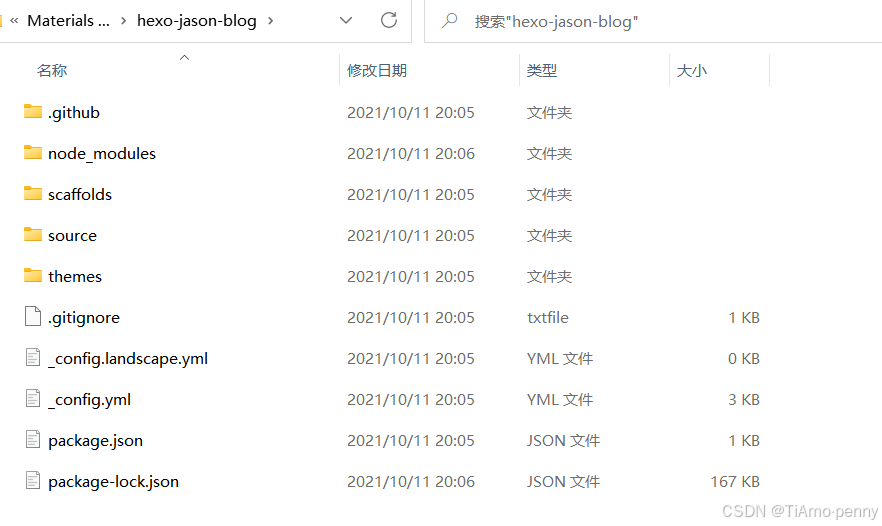 « Materials ... › hexo-jason-blog › 搜索"hexo-jason-blog"
名称 修改日期 类型 大小
.github 2021/10/11 20:05 文件夹
node_modules 2021/10/11 20:06 文件夹
scaffolds 2021/10/11 20:05 文件夹
source 2021/10/11 20:05 文件夹
themes 2021/10/11 20:05 文件夹
.gitignore 2021/10/11 20:05 txtfile 1 KB
_config.landscape.yml 2021/10/11 20:05 YML 文件 0 KB
_config.yml 2021/10/11 20:05 YML 文件 3 KB
package.json 2021/10/11 20:05 JSON 文件 1 KB
package-lock.json 2021/10/11 20:06 JSON 文件 167 KB
CSDN @TiAmo-penny